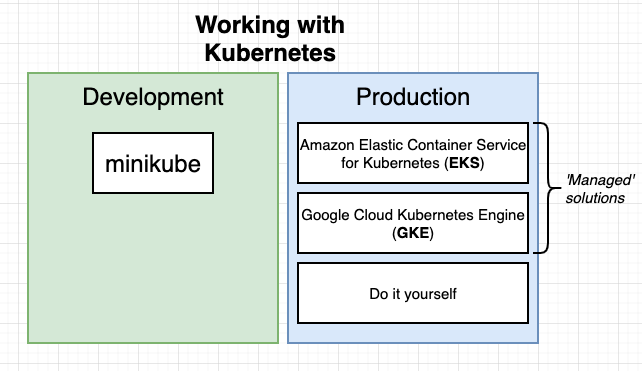 Working with
Kubernetes
Development
minikube
Production
Amazon Elastic Container Service
for Kubernetes (EKS)
Google Cloud Kubernetes Engine
(GKE)
Do it yourself
'Managed'
solutions